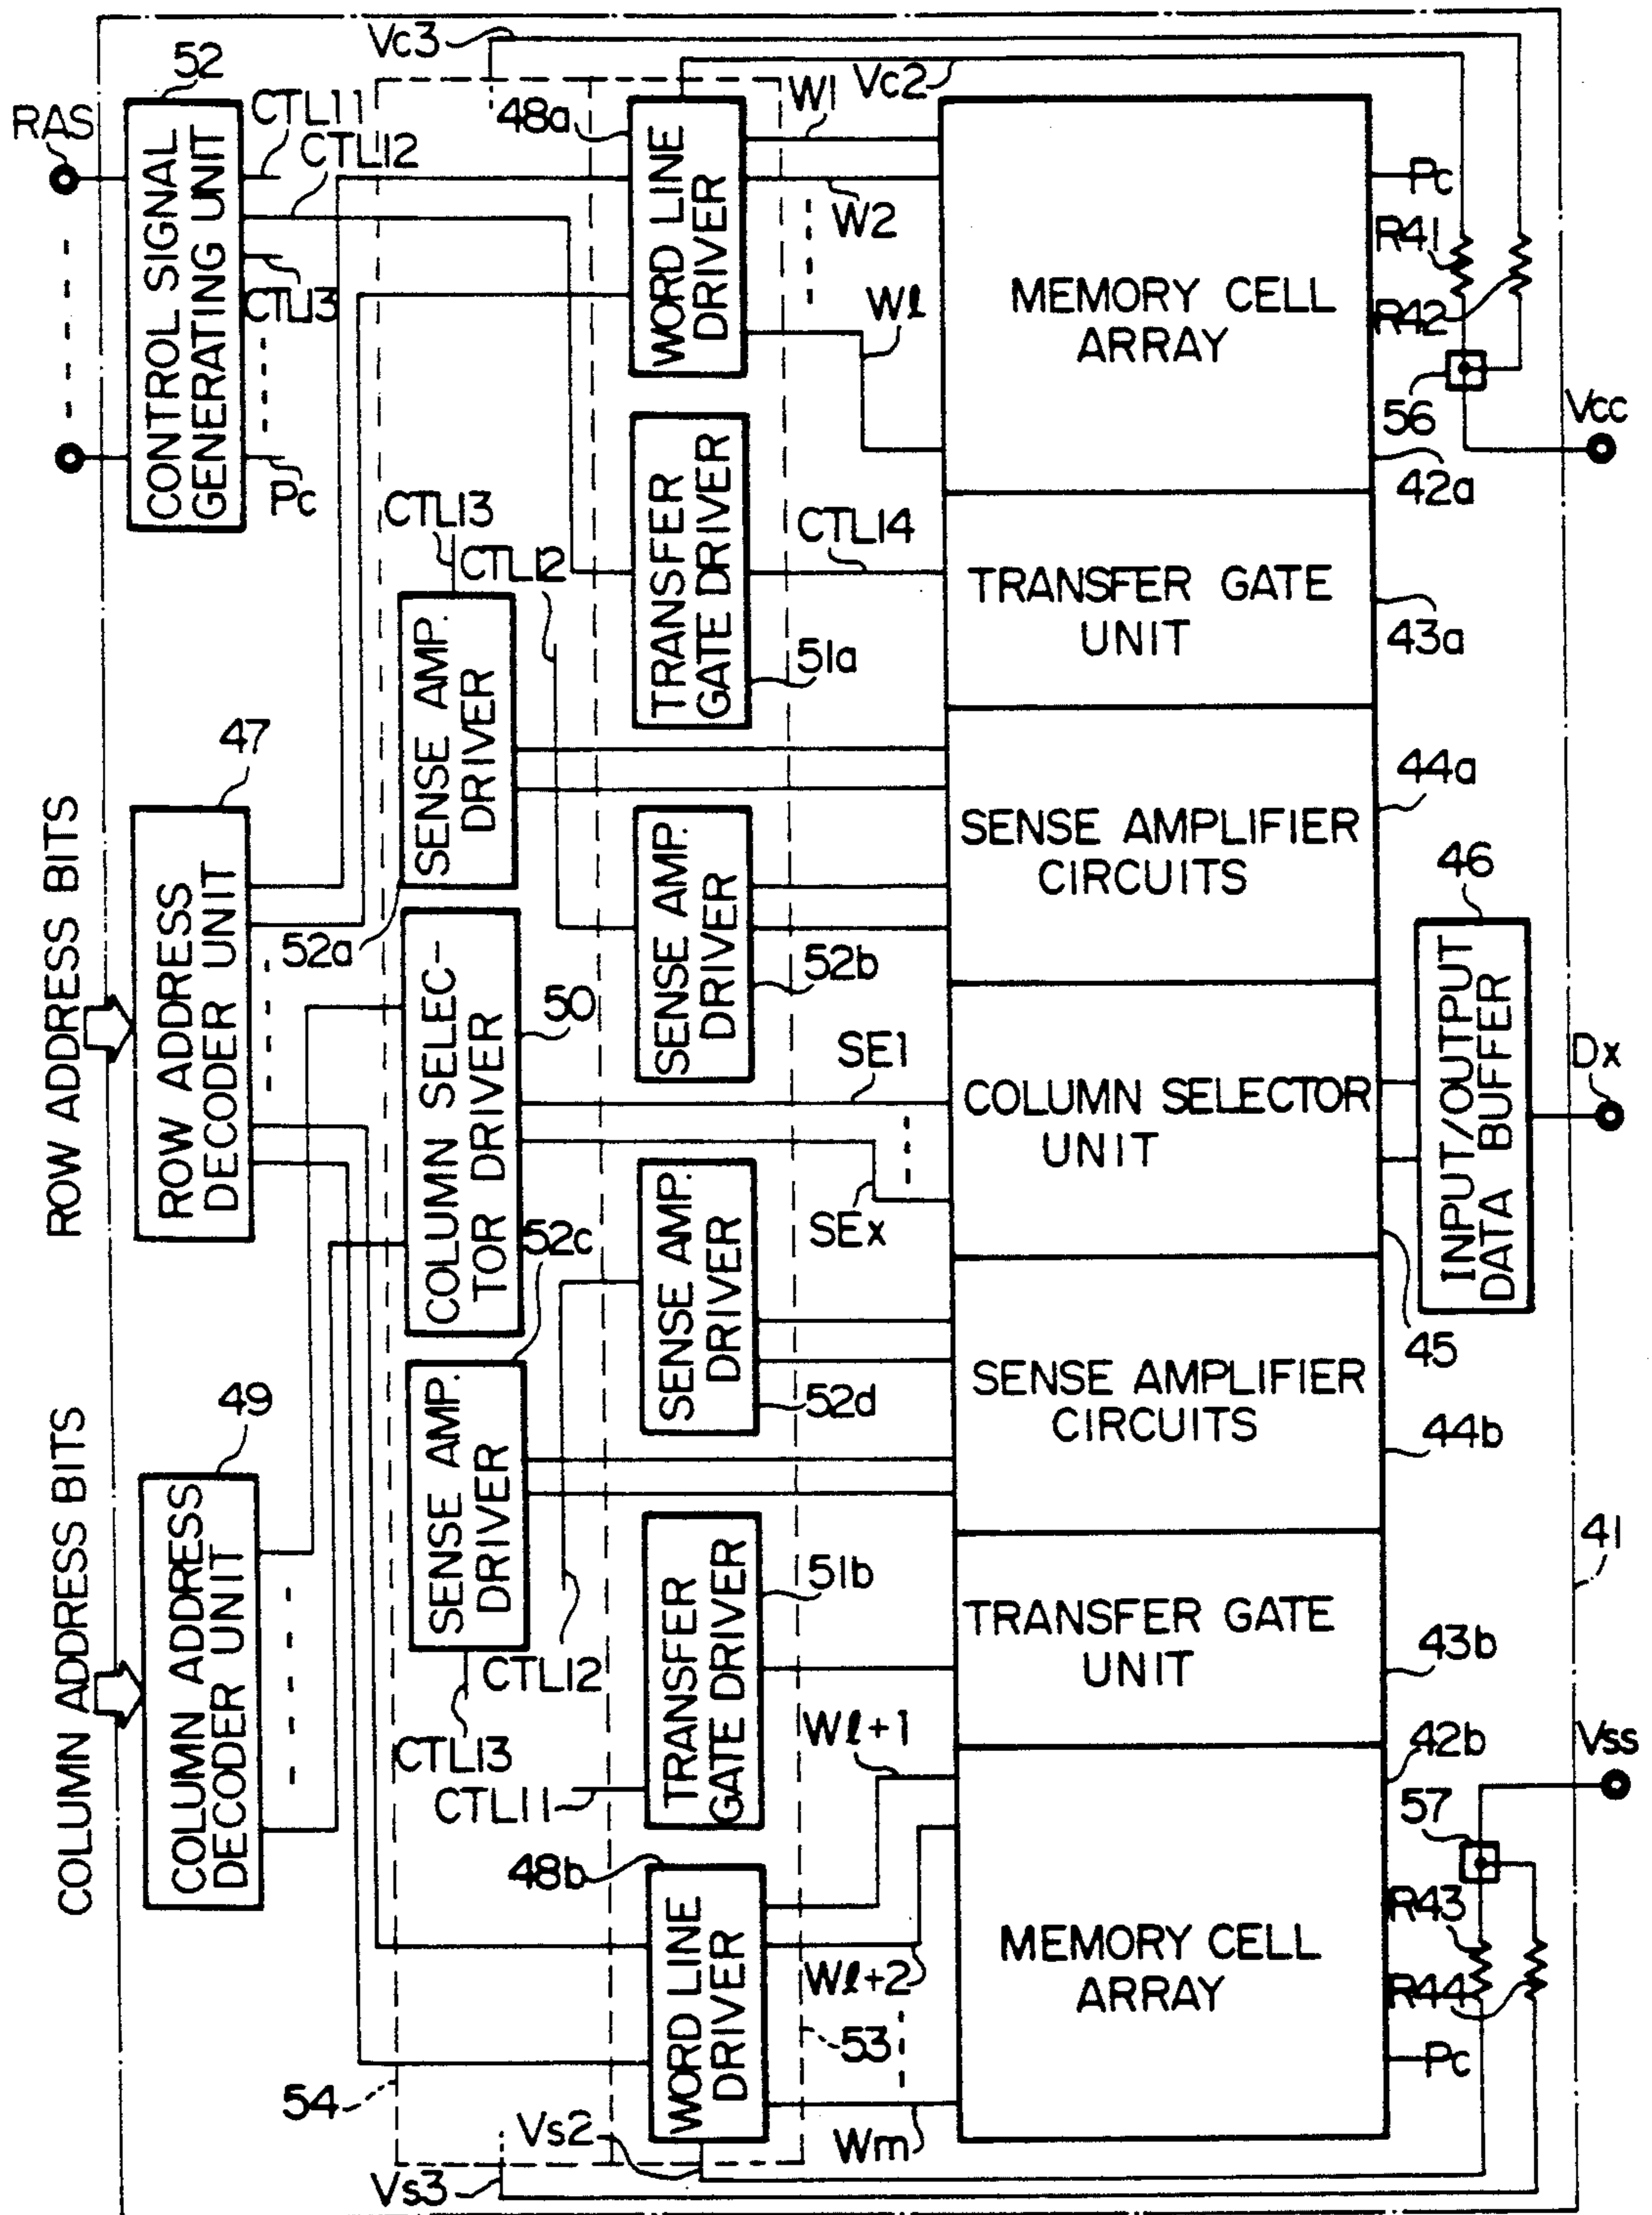 Vc3
52
Vc2
W1
RAS
CTL11
CTL12
48a
CONTROL SIGNAL
GENERATING UNIT
WORD LINE
DRIVER
W2
Pc
R41
MEMORY CELL
ARRAY
CTL13
Wℓ
R42
56
Vcc
Pc
42a
CTL13
CTL12
TRANSFER
GATE DRIVER
CTL14
TRANSFER GATE
UNIT
43a
51a
SENSE AMP.
DRIVER
47
44a
ROW ADDRESS BITS
ROW ADDRESS
DECODER UNIT
SENSE AMPLIFIER
CIRCUITS
46
52a
SENSE AMP.
DRIVER
52b
COLUMN SELEC-
TOR DRIVER
50
SE1
COLUMN SELECTOR
UNIT
INPUT/OUTPUT
DATA BUFFER
Dx
SEx
52c
SENSE AMP.
DRIVER
45
52d
SENSE AMPLIFIER
CIRCUITS
44b
49
COLUMN ADDRESS BITS
COLUMN ADDRESS
DECODER UNIT
SENSE AMP.
DRIVER
41
51b
TRANSFER
GATE DRIVER
TRANSFER GATE
UNIT
43b
CTL12
CTL13
CTL11
Wℓ+1
42b
Vss
57
48b
WORD LINE
DRIVER
MEMORY CELL
ARRAY
R43
Wℓ+2
R44
53
Pc
54
Vs2
Wm
Vs3